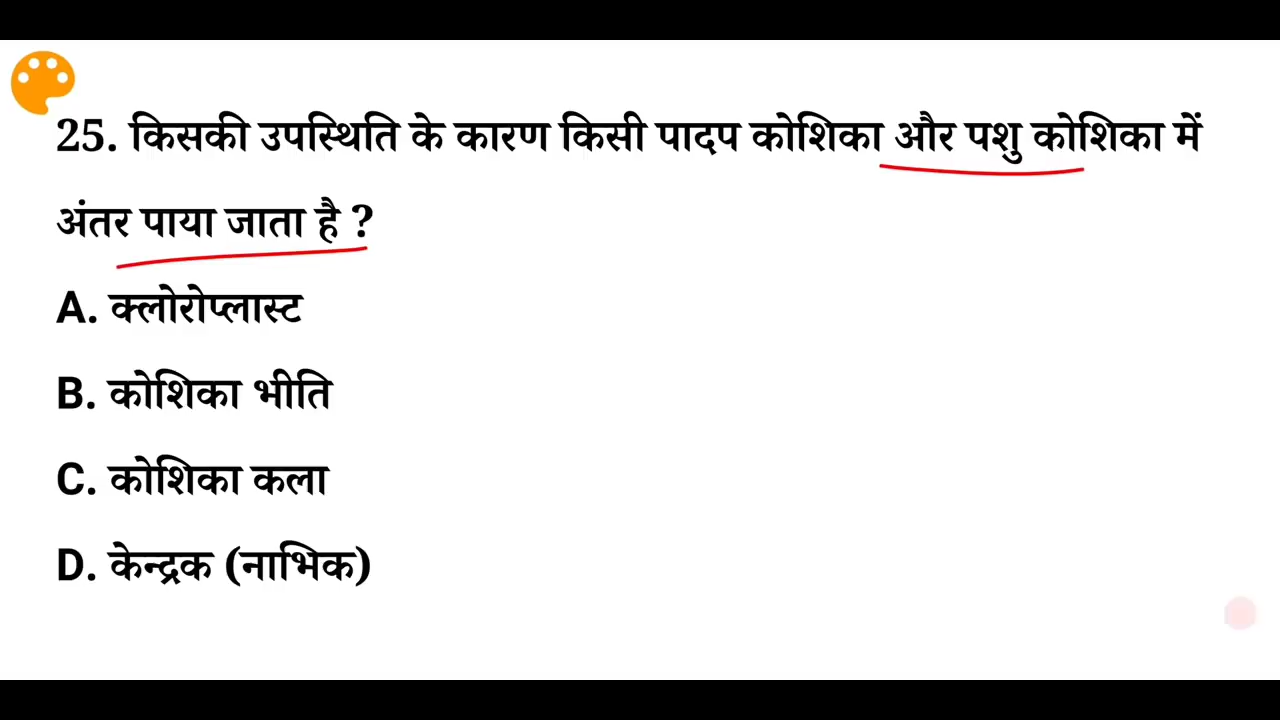 25. किसकी उपस्थिति के कारण किसी पादप कोशिका और पशु कोशिका में
अंतर पाया जाता है ?
A. क्लोरोप्लास्ट
B. कोशिका भीति
C. कोशिका कला
D. केन्द्रक (नाभिक)